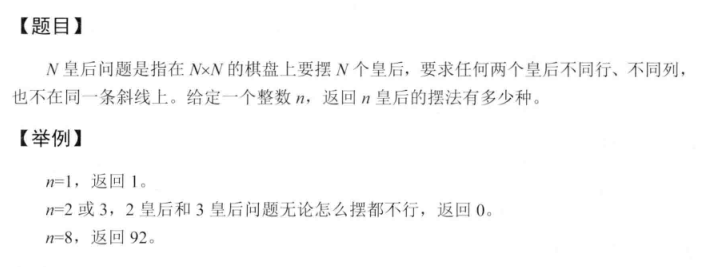 【题目】
N 皇后问题是指在 N×N 的棋盘上要摆 N 个皇后，要求任何两个皇后不同行、不同列，
也不在同一条斜线上。给定一个整数 n，返回 n 皇后的摆法有多少种。
【举例】
n=1，返回 1。
n=2 或 3，2 皇后和 3 皇后问题无论怎么摆都不行，返回 0。
n=8，返回 92。